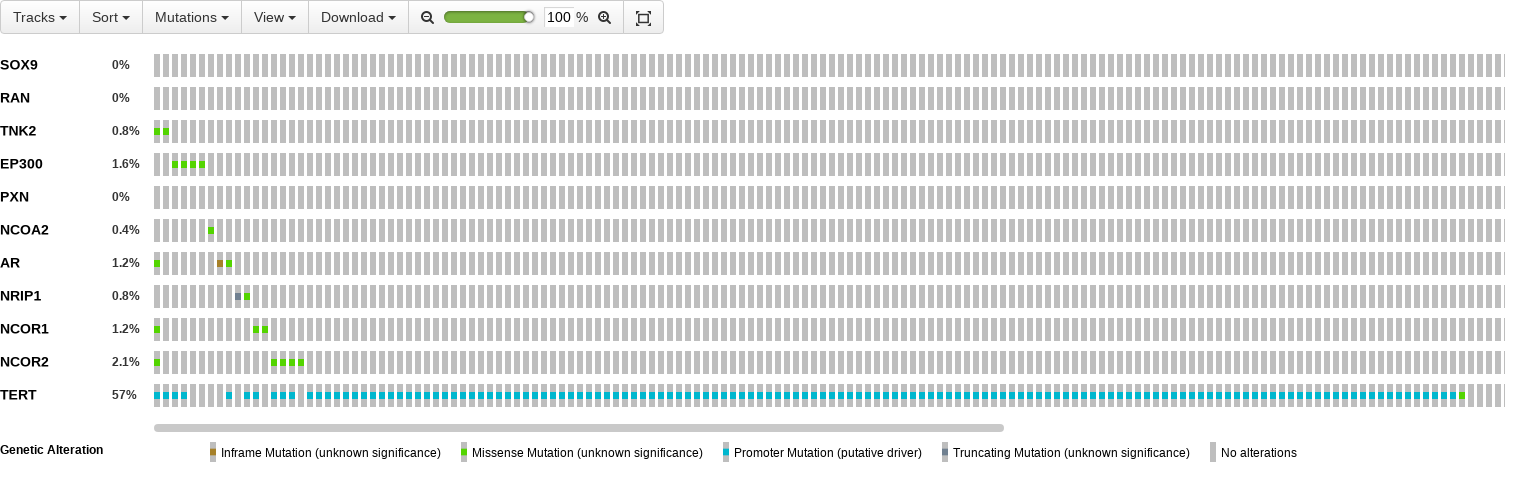 Tracks Sort Mutations View Download 100 %
SOX9 0%
RAN 0%
TNK2 0.8%
EP300 1.6%
PXN 0%
NCOA2 0.4%
AR 1.2%
NRIP1 0.8%
NCOR1 1.2%
NCOR2 2.1%
TERT 57%
Genetic Alteration Inframe Mutation (unknown significance) Missense Mutation (unknown significance) Promoter Mutation (putative driver) Truncating Mutation (unknown significance) No alterations